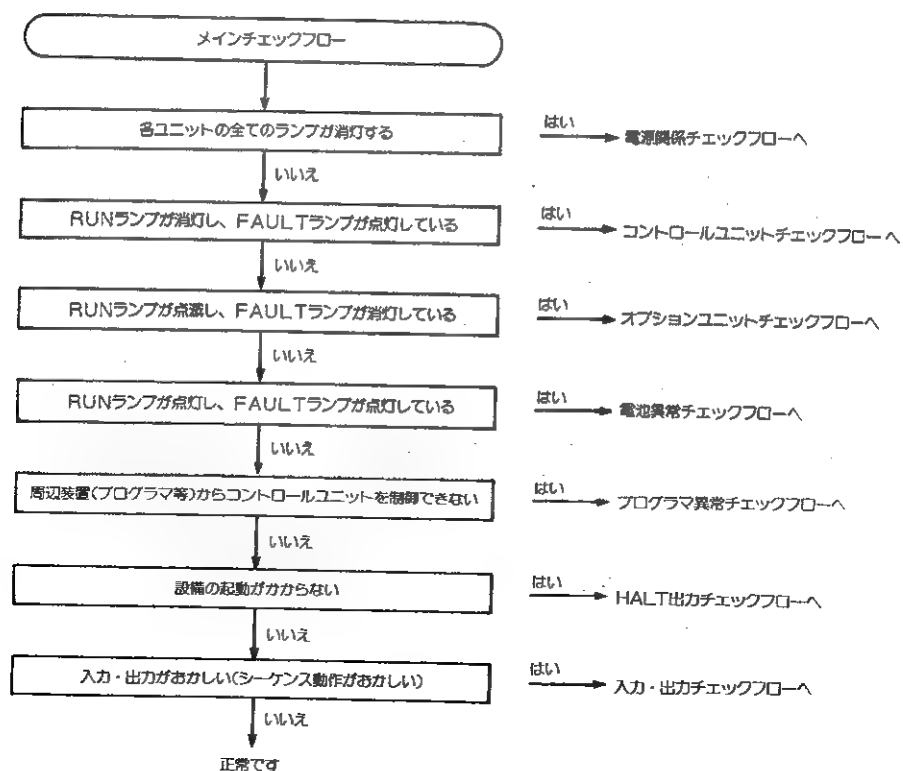 メインチェックフロー
各ユニットの全てのランプが消灯する
はい
電源関係チェックフローへ
いいえ
RUNランプが消灯し、FAULTランプが点灯している
はい
コントロールユニットチェックフローへ
いいえ
RUNランプが点滅し、FAULTランプが消灯している
はい
オプションユニットチェックフローへ
いいえ
RUNランプが点灯し、FAULTランプが点灯している
はい
電池異常チェックフローへ
いいえ
周辺装置(プログラマ等)からコントロールユニットを制御できない
はい
プログラマ異常チェックフローへ
いいえ
設備の起動がかからない
はい
HALT出力チェックフローへ
いいえ
入力・出力がおかしい(シーケンス動作がおかしい)
はい
入力・出力チェックフローへ
いいえ
正常です